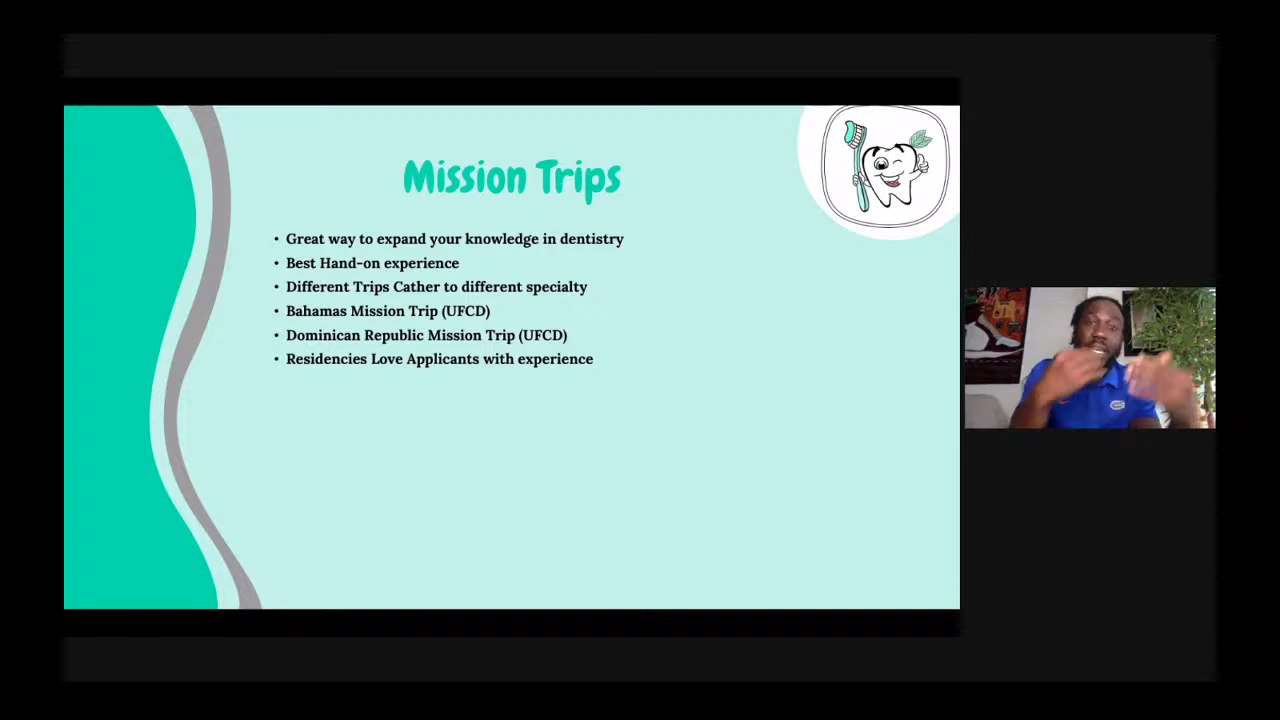 Mission Trips
• Great way to expand your knowledge in dentistry
• Best Hand-on experience
• Different Trips Cather to different specialty
• Bahamas Mission Trip (UFCD)
• Dominican Republic Mission Trip (UFCD)
• Residencies Love Applicants with experience